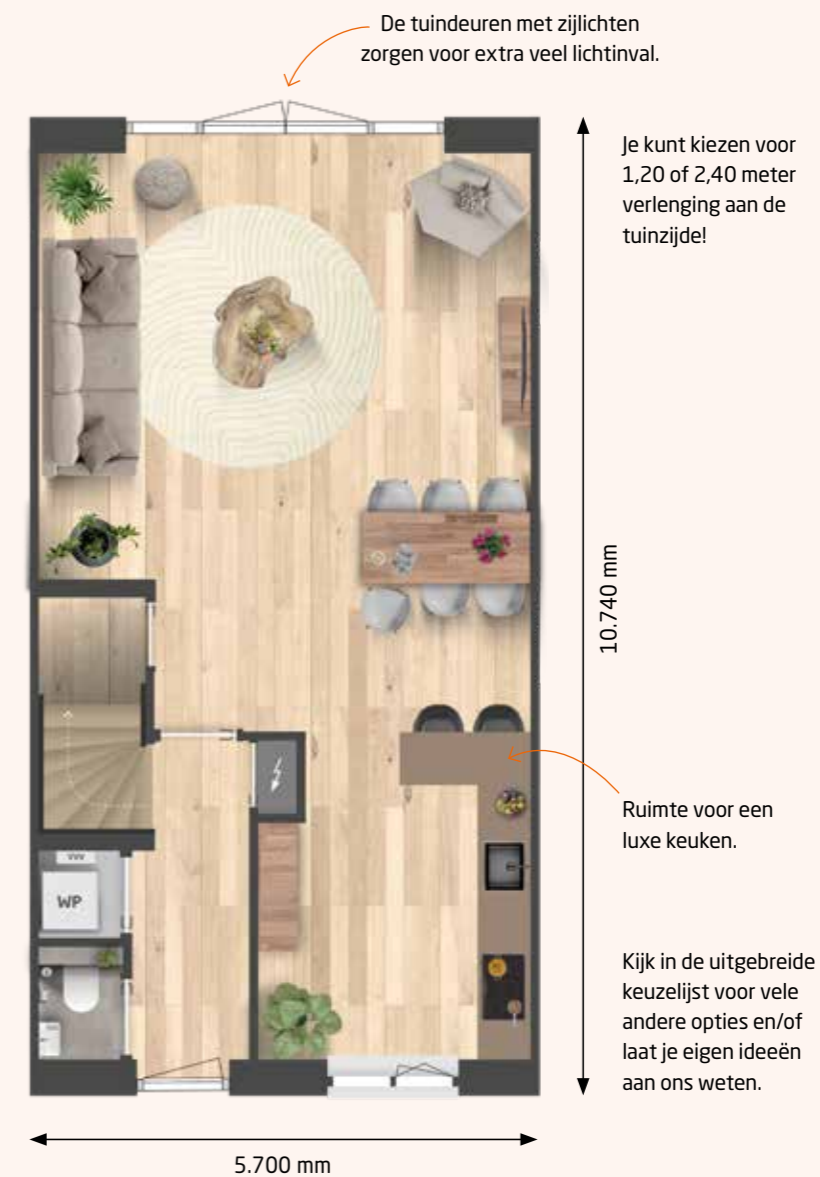 De tuindeuren met zijlichten
zorgen voor extra veel lichtinval.
Je kunt kiezen voor
1,20 of 2,40 meter
verlenging aan de
tuinzijde!
10.740 mm
Ruimte voor een
luxe keuken.
VVV
WP
Kijk in de uitgebreide
keuzelijst voor vele
andere opties en/of
laat je eigen ideeën
aan ons weten.
5.700 mm